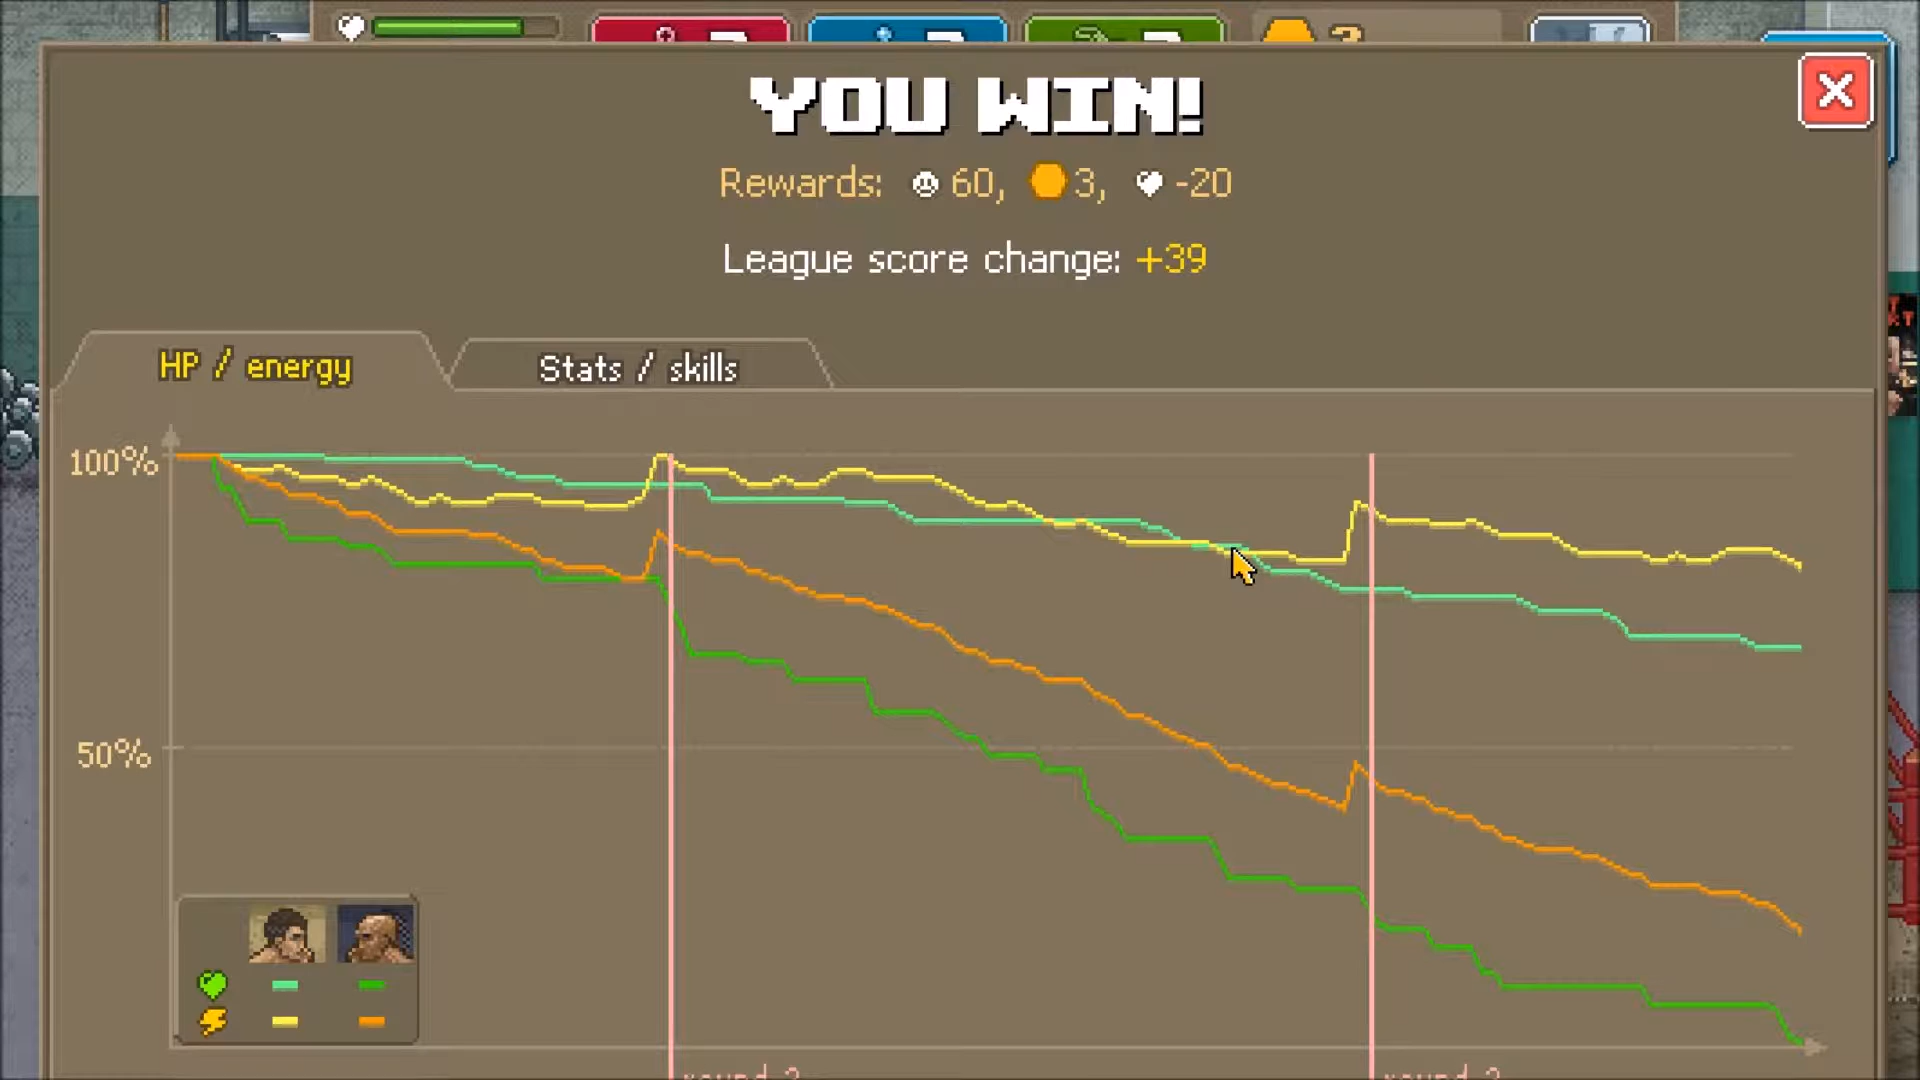 YOU WIN!
Rewards: 60, 3, -20
League score change: +39
HP / energy
Stats / skills
100%
50%